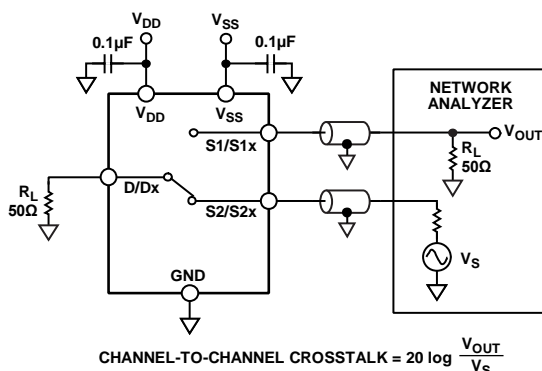 V_DD
V_SS
0.1µF
0.1µF
V_DD
V_SS
NETWORK
ANALYZER
S1/S1x
V_OUT
R_L
50Ω
D/Dx
R_L
50Ω
S2/S2x
V_S
GND
CHANNEL-TO-CHANNEL CROSSTALK = 20 log V_OUT / V_S